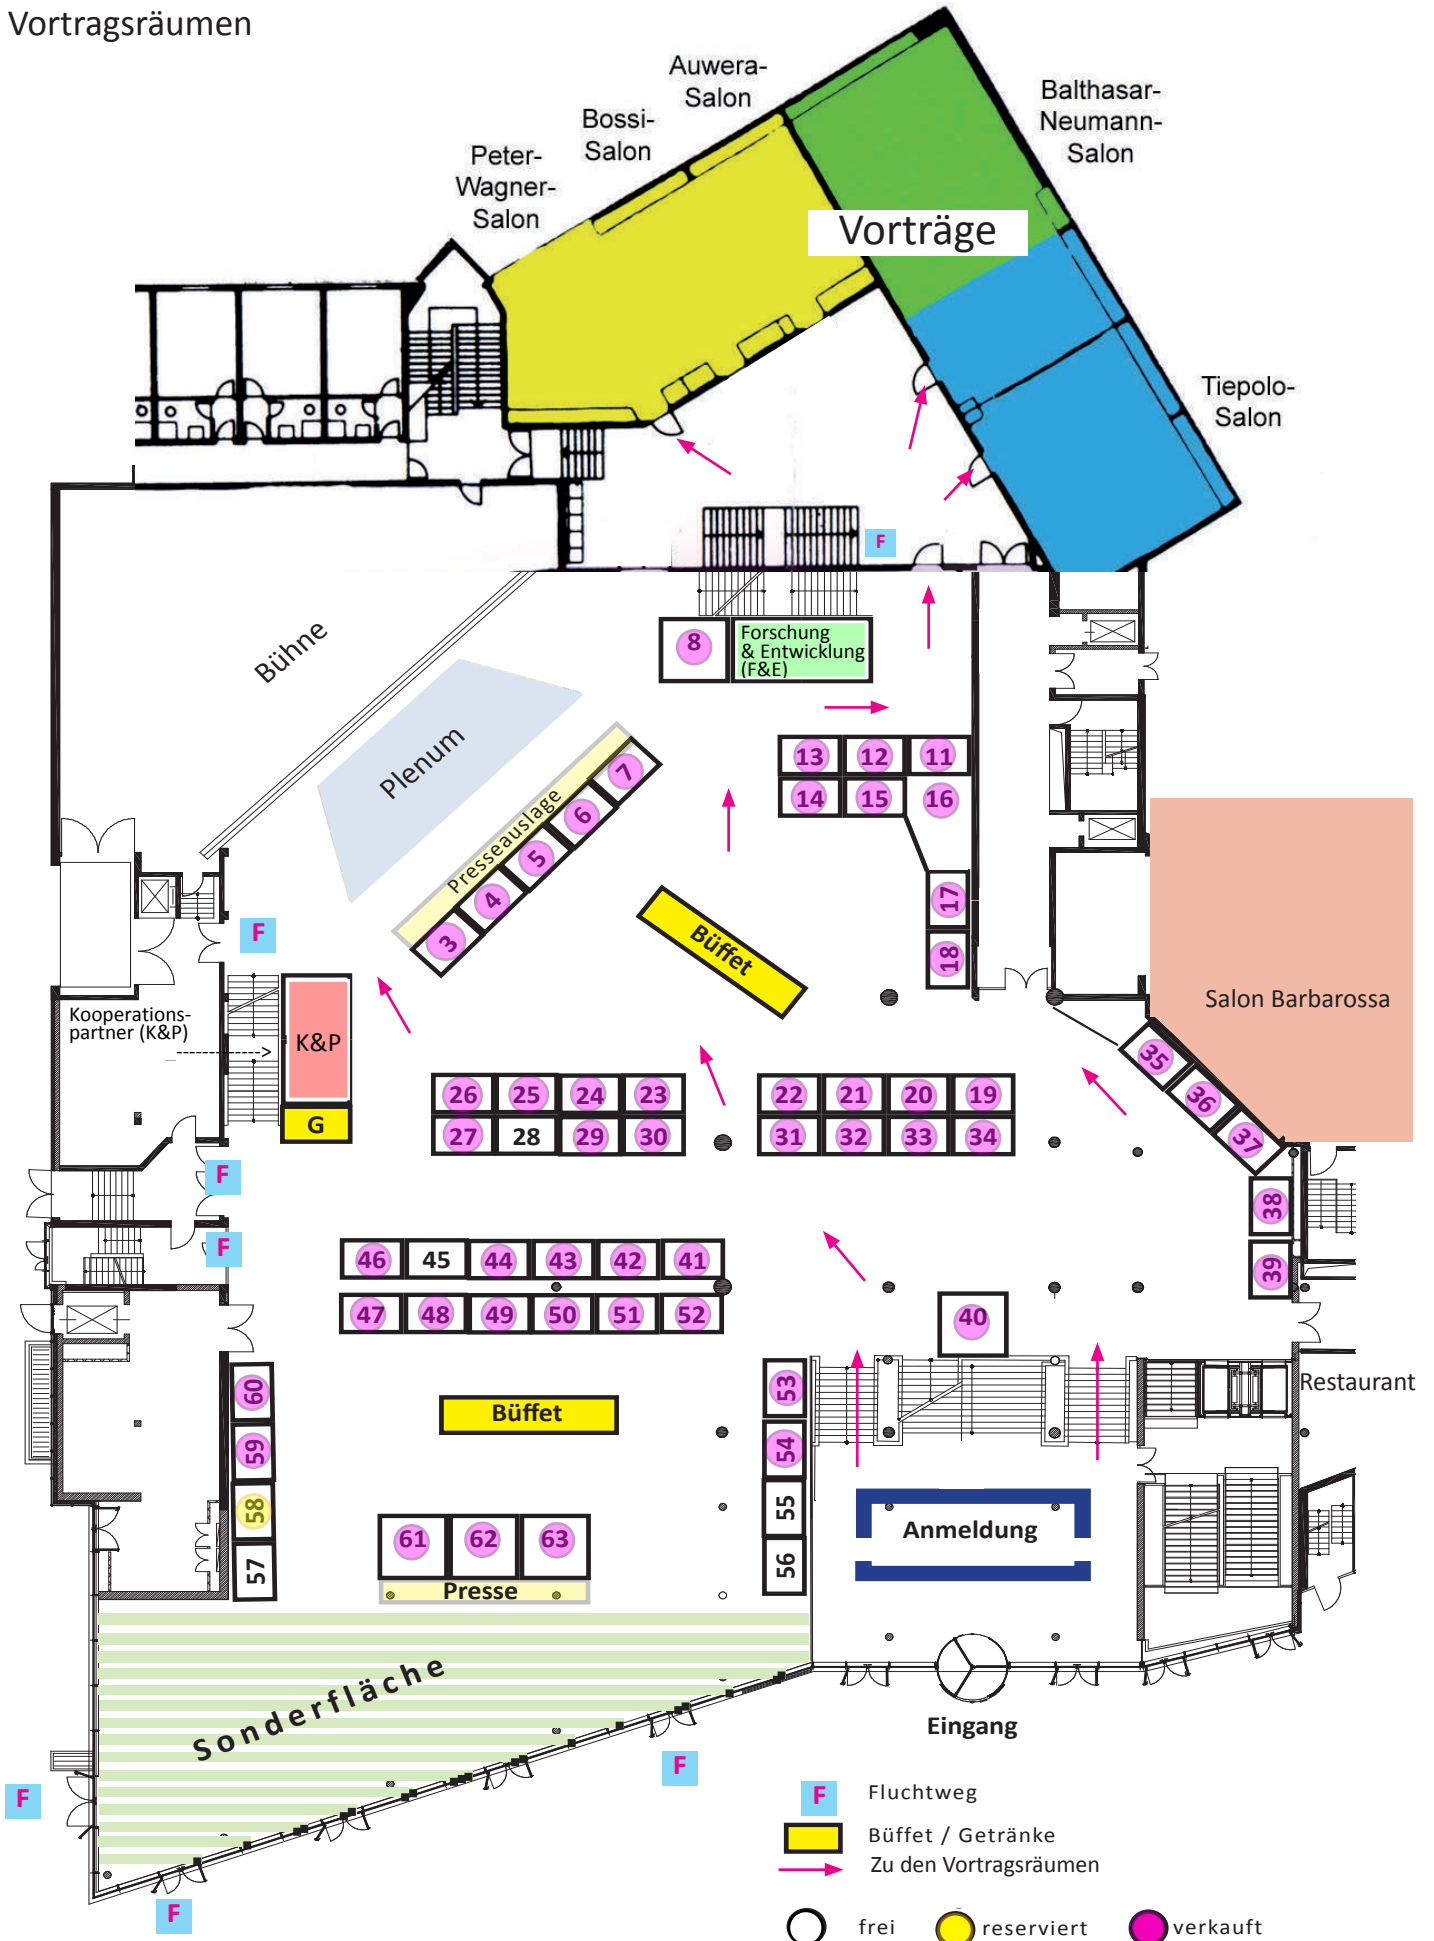 Vortragsräumen
Auwera-
Salon
Bossi-
Salon
Peter-
Wagner-
Salon
Balthasar-
Neumann-
Salon
Vorträge
Tiepolo-
Salon
F
Bühne
8
Forschung
& Entwicklung
(F&E)
Plenum
Presseauslage
7
6
5
4
3
13
12
11
14
15
16
17
18
Büffet
F
Kooperations-
partner (K&P)
K&P
G
Salon Barbarossa
35
36
37
38
39
26
25
24
23
27
28
29
30
22
21
20
19
31
32
33
34
F
F
46
45
44
43
42
41
47
48
49
50
51
52
40
Restaurant
60
59
58
57
Büffet
53
54
55
56
61
62
63
Presse
Anmeldung
Sonderfläche
Eingang
F
F
F
F
Fluchtweg
Büffet / Getränke
Zu den Vortragsräumen
frei
reserviert
verkauft